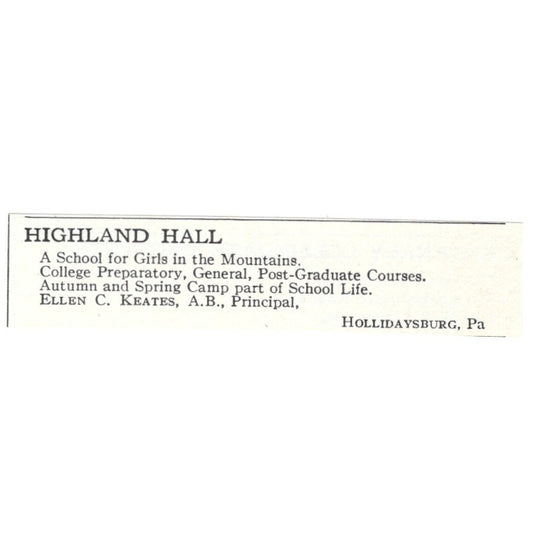 HIGHLAND HALL
A School for Girls in the Mountains.
College Preparatory, General, Post-Graduate Courses.
Autumn and Spring Camp part of School Life.
ELLEN C. KEATES, A.B., Principal,
HOLLIDAYSBURG, Pa